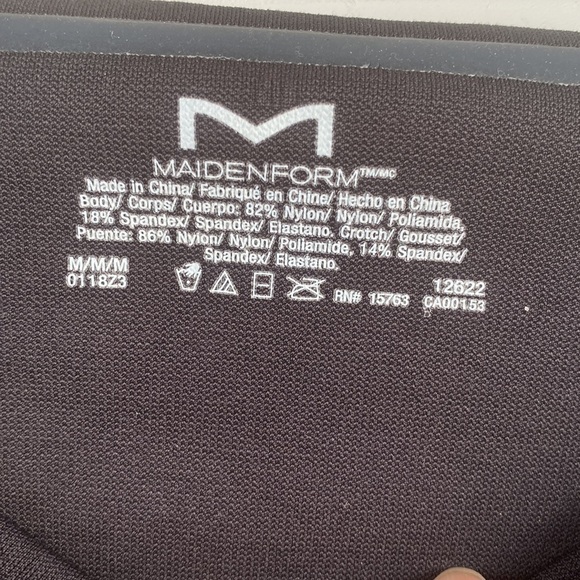 M
MAIDENFORM™/MC
Made in China/ Fabriqué en Chine/ Hecho en China
Body/ Corps/ Cuerpo: 82% Nylon/ Nylon/ Poliamida,
18% Spandex/ Spandex/ Elastano. Crotch/ Gousset/
Puente: 86% Nylon/ Nylon/ Poliamide, 14% Spandex/
Spandex/ Elastano.
M/M/M
0118Z3
RN# 15763
12622
CA00153
B